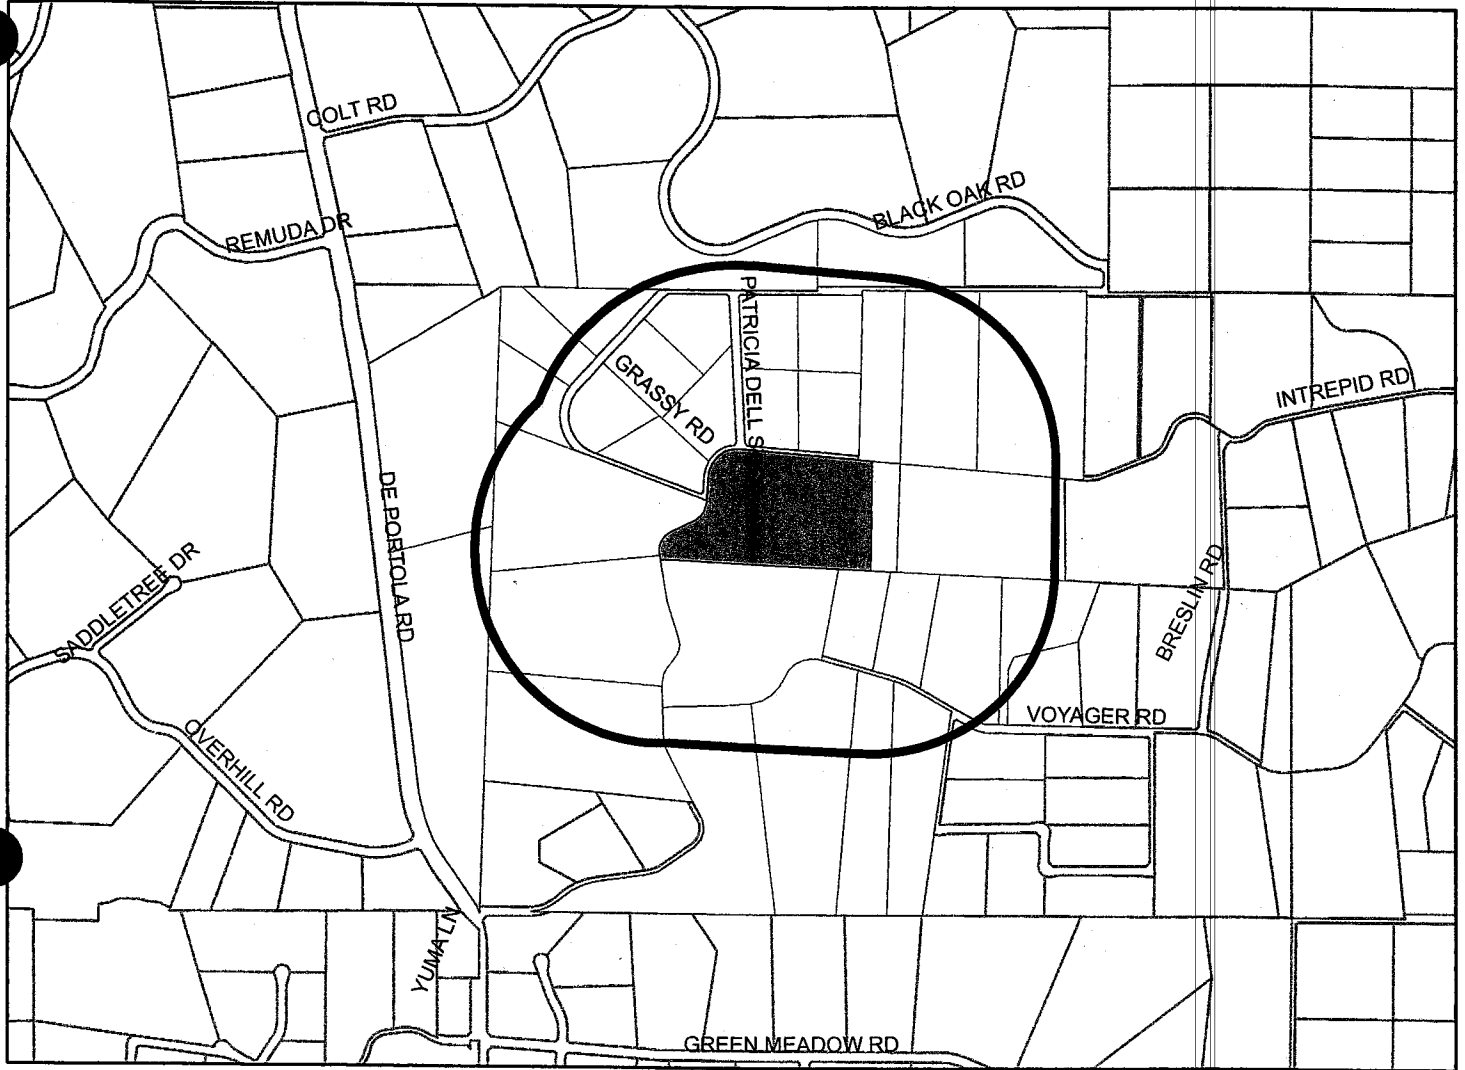 COLT RD
BLACK OAK RD
REMUDA DR
PATRICIA DELL S
GRASSY RD
INTREPID RD
DE PORTOLA RD
SADDLETREE DR
BRESLIN RD
VOYAGER RD
OVERHILL RD
YUMA LN
GREEN MEADOW RD